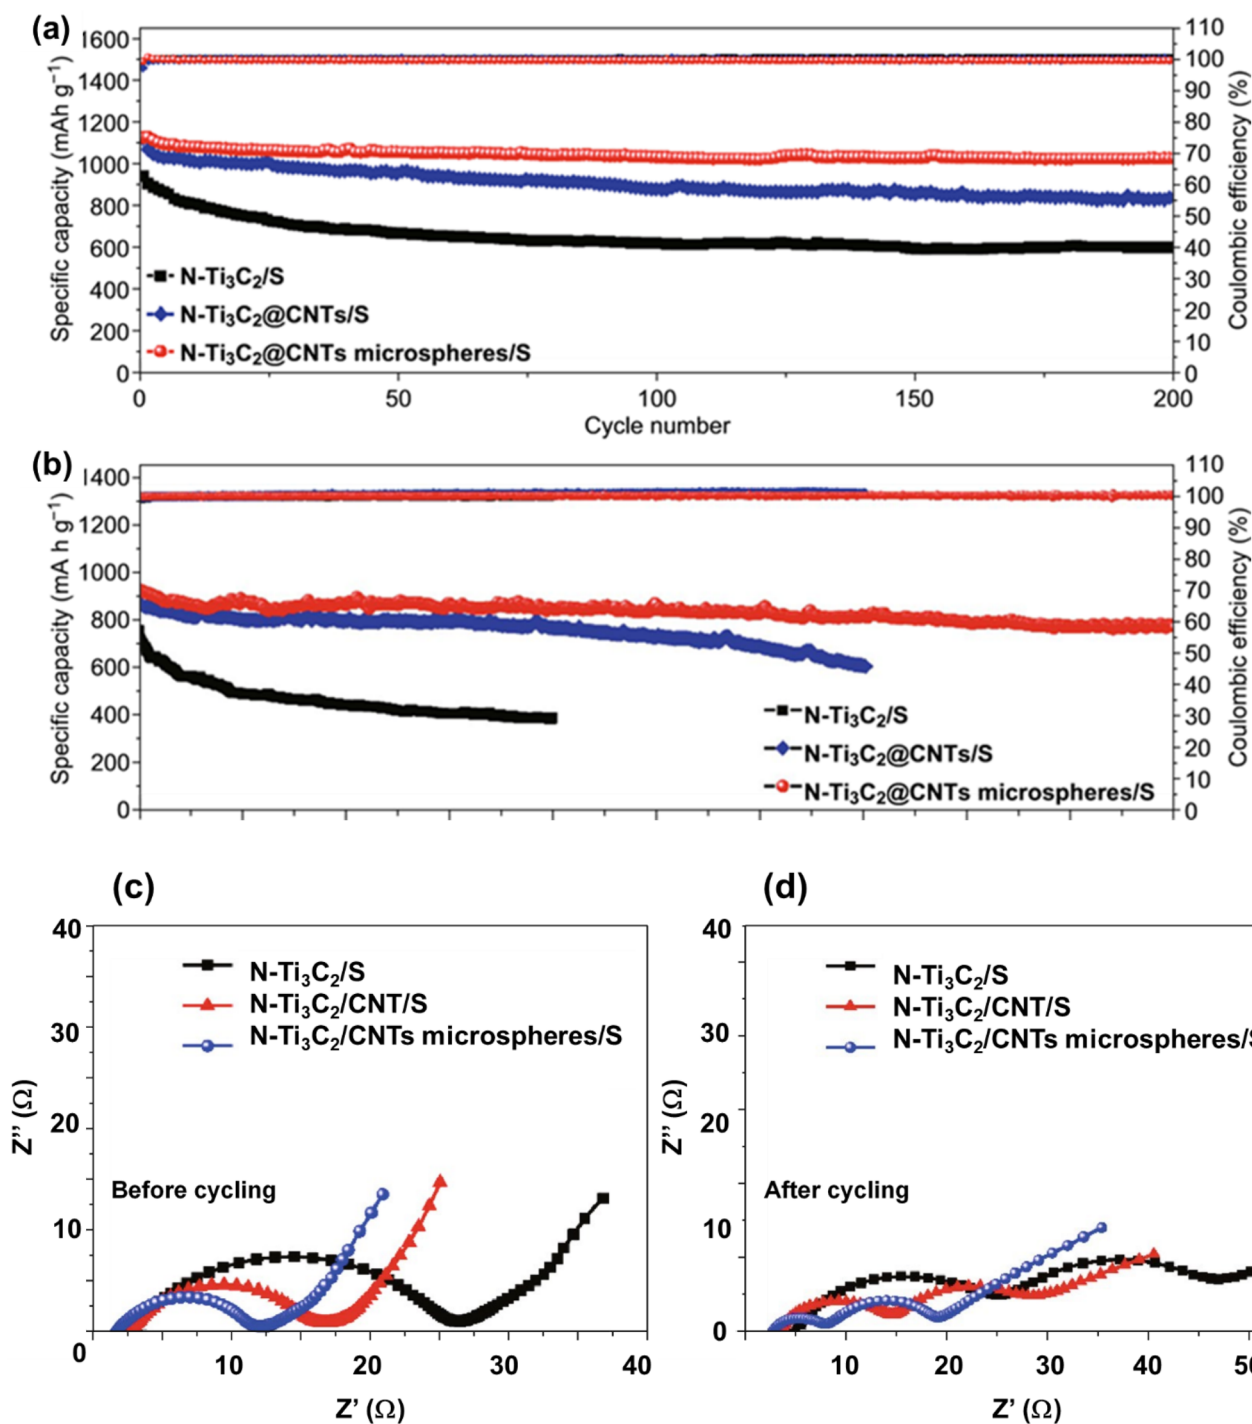 (a)
1600
1400
1200
1000
800
600
400
200
0
Specific capacity (mAh g⁻¹)
110
100
90
80
70
60
50
40
30
20
10
0
Coulombic efficiency (%)
N-Ti₃C₂/S
N-Ti₃C₂@CNTs/S
N-Ti₃C₂@CNTs microspheres/S
0 50 100 150 200
Cycle number
(b)
1400
1200
1000
800
600
400
200
0
Specific capacity (mA h g⁻¹)
110
100
90
80
70
60
50
40
30
20
10
0
Coulombic efficiency (%)
N-Ti₃C₂/S
N-Ti₃C₂@CNTs/S
N-Ti₃C₂@CNTs microspheres/S
(c)
40
30
20
10
0
Z'' (Ω)
N-Ti₃C₂/S
N-Ti₃C₂/CNT/S
N-Ti₃C₂/CNTs microspheres/S
Before cycling
10 20 30 40
Z' (Ω)
(d)
40
30
20
10
0
Z'' (Ω)
N-Ti₃C₂/S
N-Ti₃C₂/CNT/S
N-Ti₃C₂/CNTs microspheres/S
After cycling
10 20 30 40 50
Z' (Ω)